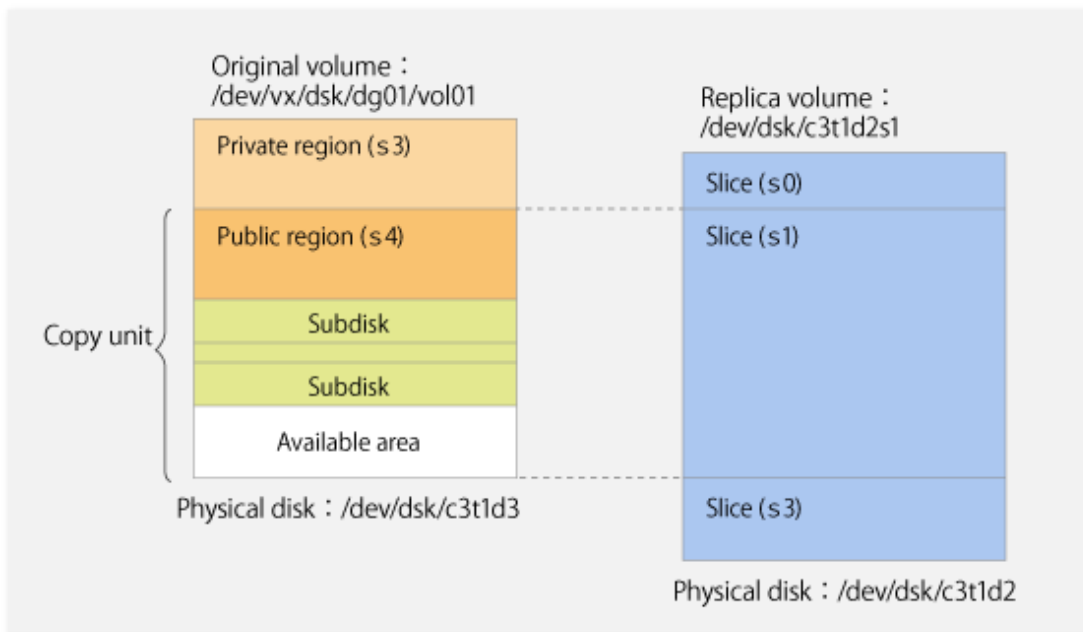 Original volume：
/dev/vx/dsk/dg01/vol01
Private region (s3)
Public region (s4)
Subdisk
Subdisk
Available area
Copy unit
Physical disk：/dev/dsk/c3t1d3
Replica volume：
/dev/dsk/c3t1d2s1
Slice (s0)
Slice (s1)
Slice (s3)
Physical disk：/dev/dsk/c3t1d2